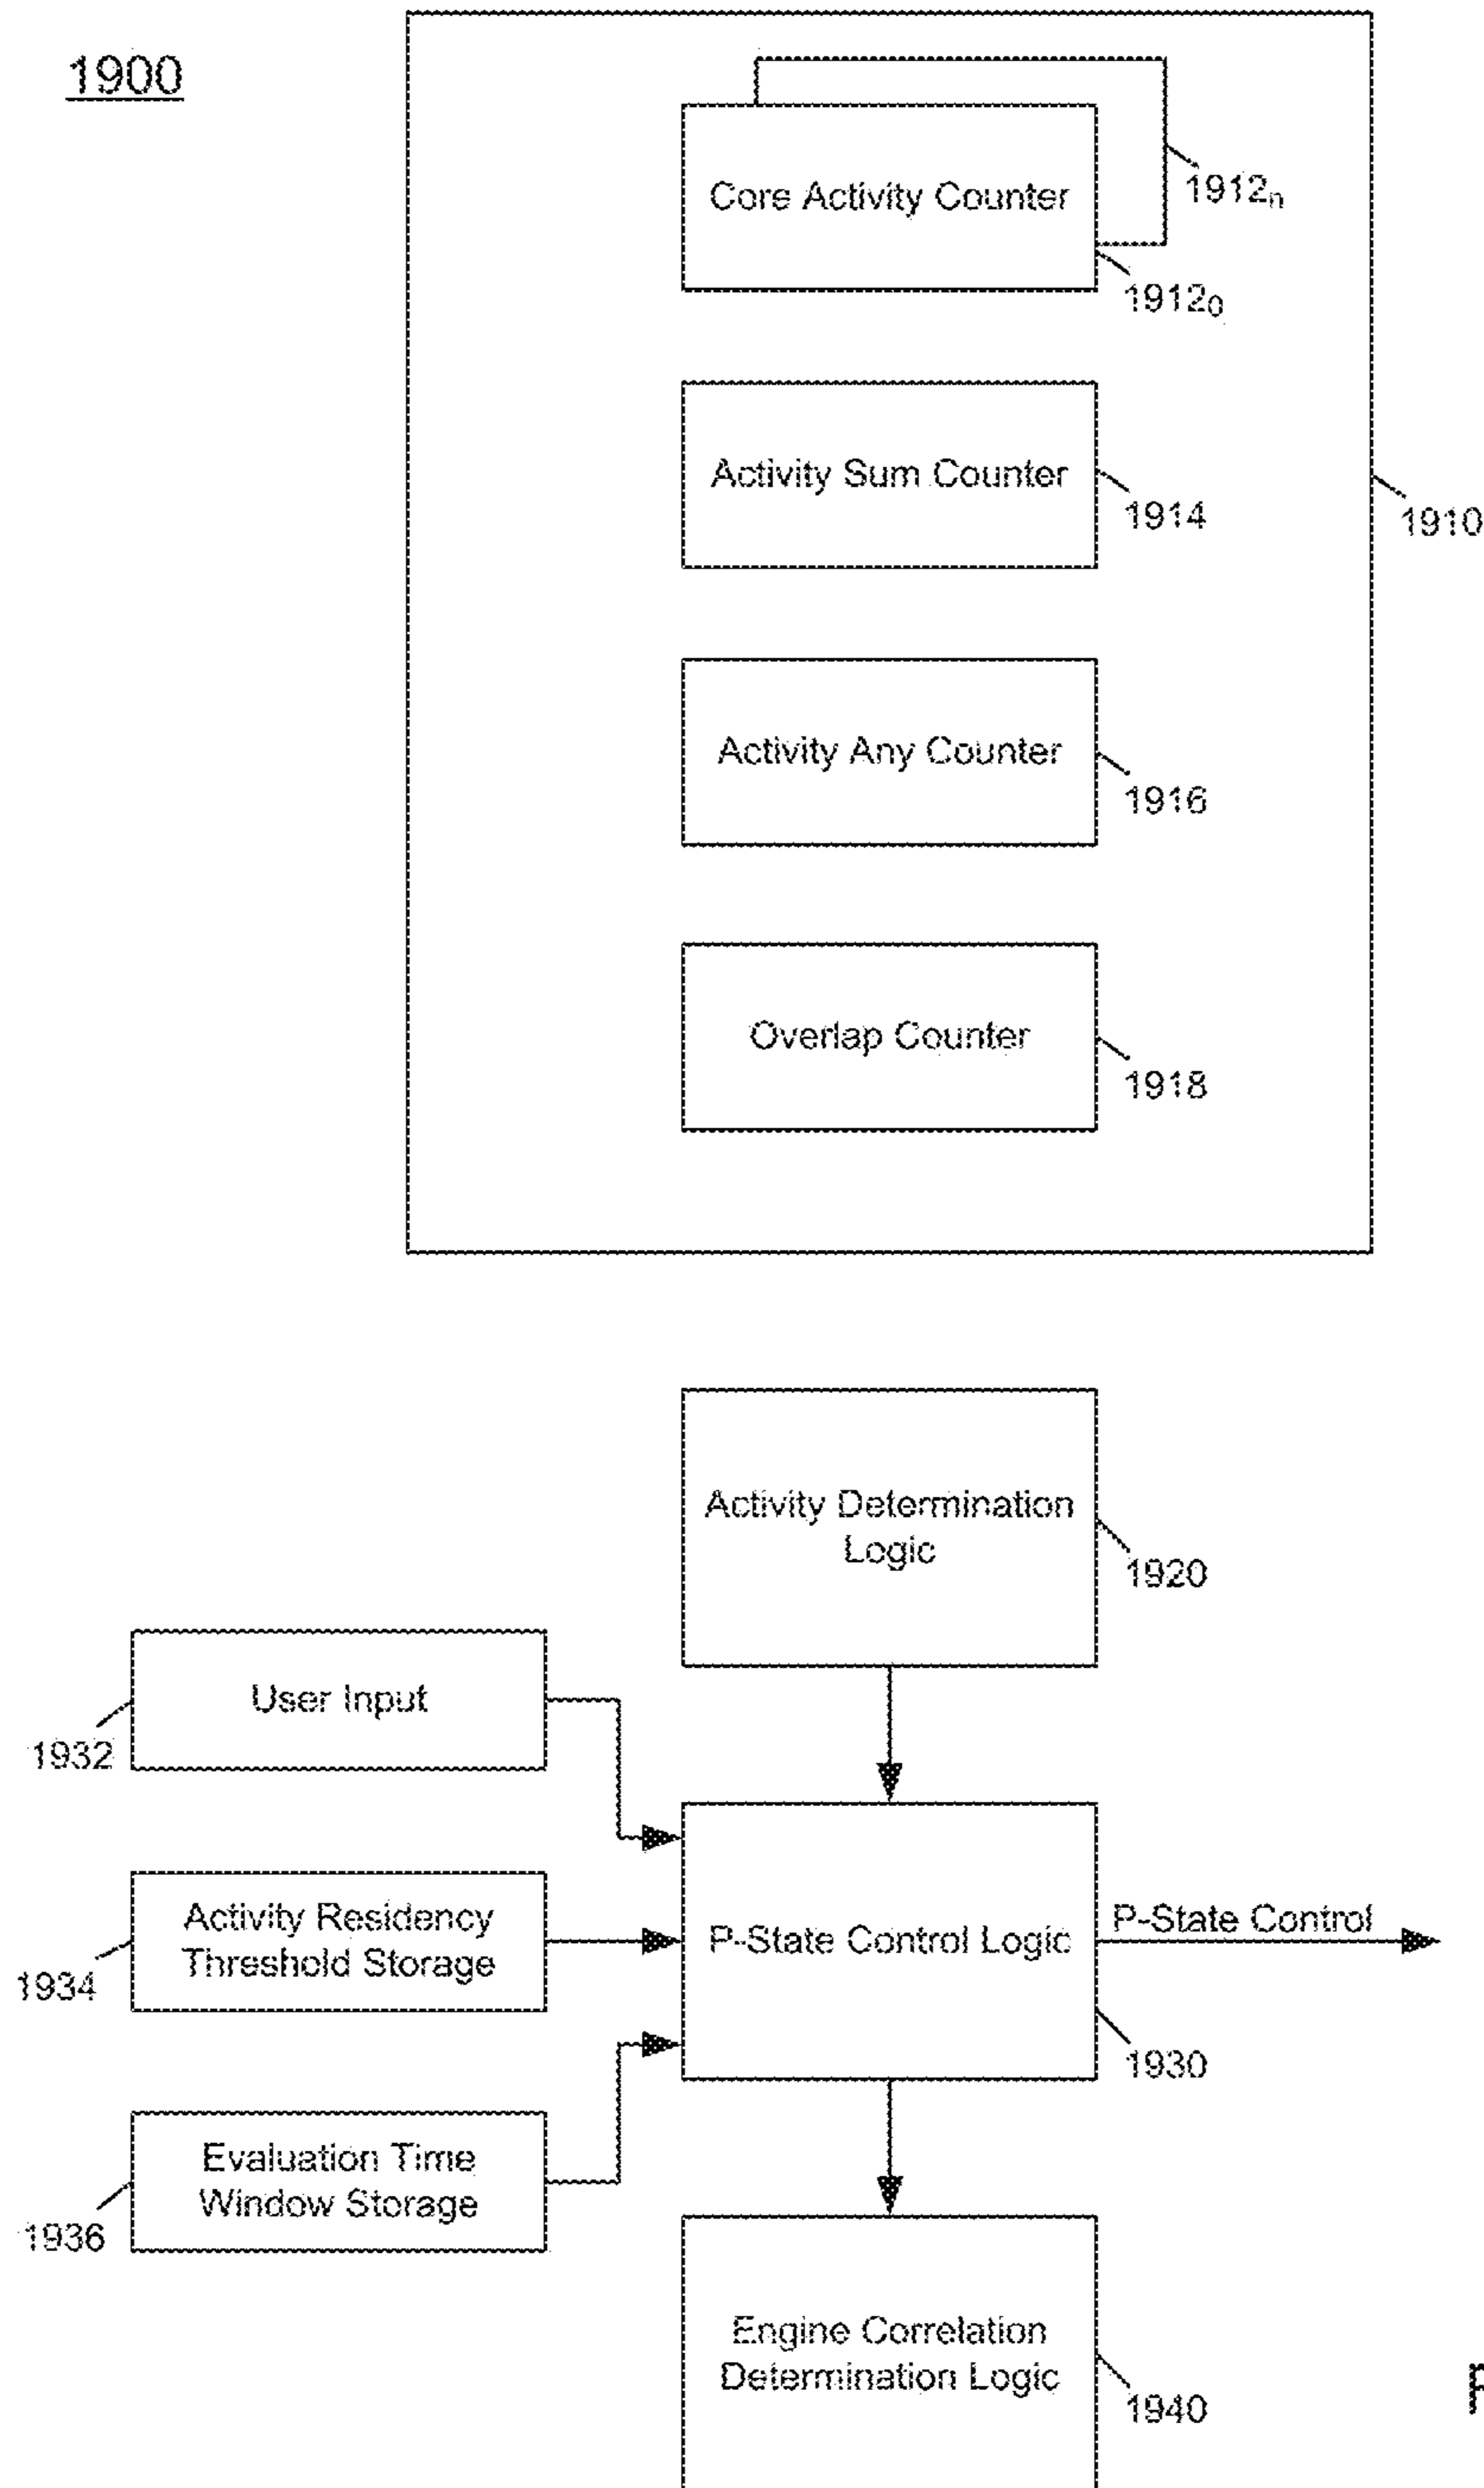 1900
Core Activity Counter
1912n
19120
Activity Sum Counter
1914
1910
Activity Any Counter
1916
Overlap Counter
1918
Activity Determination
Logic
1920
User Input
1932
Activity Residency
Threshold Storage
1934
P-State Control Logic
P-State Control
1930
Evaluation Time
Window Storage
1936
Engine Correlation
Determination Logic
1940